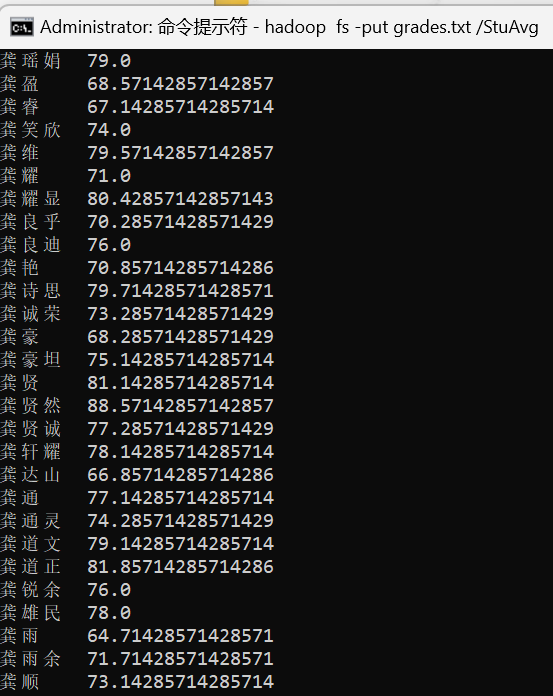 Administrator: 命令提示符 - hadoop  fs -put grades.txt /StuAvg
龚瑶娟 79.0
龚盈 68.57142857142857
龚睿 67.14285714285714
龚笑欣 74.0
龚维 79.57142857142857
龚耀 71.0
龚耀显 80.42857142857143
龚良乎 70.28571428571429
龚良迪 76.0
龚艳 70.85714285714286
龚诗思 79.71428571428571
龚诚荣 73.28571428571429
龚豪 68.28571428571429
龚豪坦 75.14285714285714
龚贤 81.14285714285714
龚贤然 88.57142857142857
龚贤诚 77.28571428571429
龚轩耀 78.14285714285714
龚达山 66.85714285714286
龚通 77.14285714285714
龚通灵 74.28571428571429
龚道文 79.14285714285714
龚道正 81.85714285714286
龚锐余 76.0
龚雄民 78.0
龚雨 64.71428571428571
龚雨余 71.71428571428571
龚顺 73.14285714285714